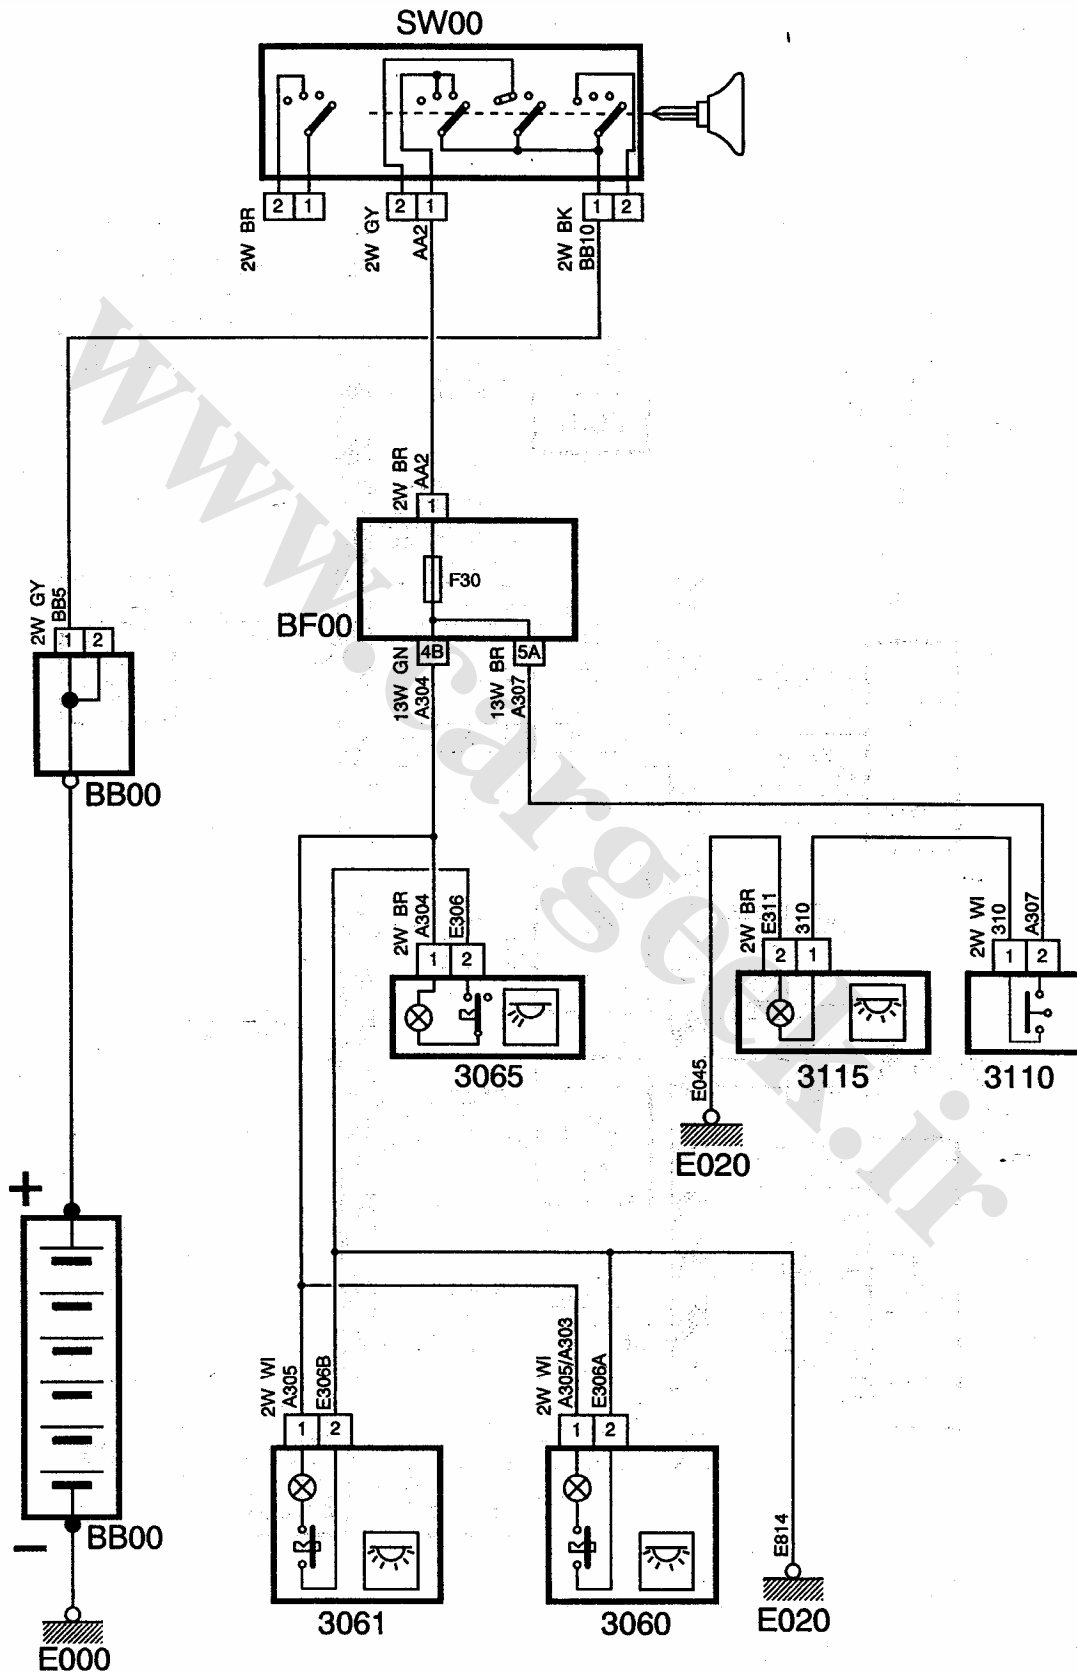 SW00
2 1
2 1
1 2
2W BR
2W GY
AA2
2W BK
BB10
2W BR
AA2
1
F30
BF00
4B
5A
13W GN
A304
13W BR
A307
2W GY
BB5
1 2
BB00
2W BR
A304
E306
1 2
3065
2W BR
E311
310
2 1
3115
2W WI
310
A307
1 2
3110
E045
E020
+
BB00
−
E000
2W WI
A305
E306B
1 2
3061
2W WI
A305/A303
E306A
1 2
3060
E814
E020
www.cargeek.ir